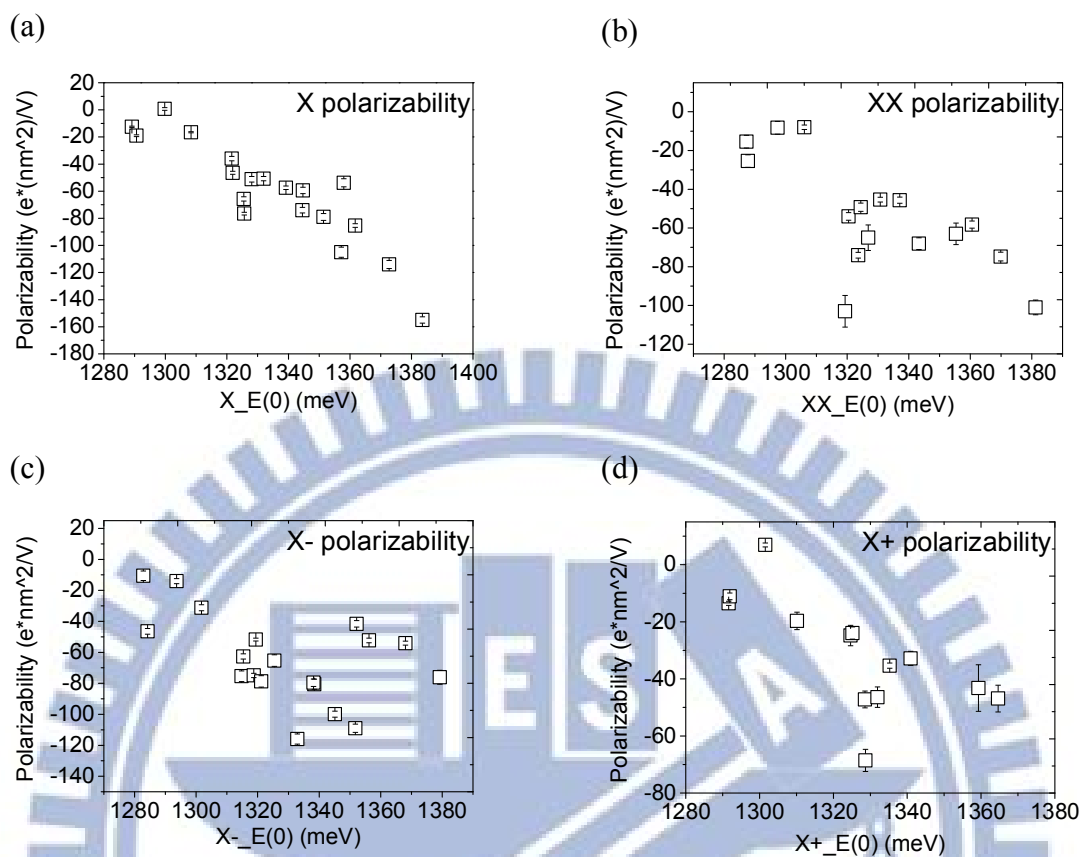 (a)
X polarizability
Polarizability (e*(nm^2)/V)
20
0
-20
-40
-60
-80
-100
-120
-140
-160
-180
1280 1300 1320 1340 1360 1380 1400
X_E(0) (meV)
(b)
XX polarizability
Polarizability (e*(nm^2)/V)
0
-20
-40
-60
-80
-100
-120
1280 1300 1320 1340 1360 1380
XX_E(0) (meV)
(c)
X- polarizability
Polarizability (e*nm^2/V)
20
0
-20
-40
-60
-80
-100
-120
-140
1280 1300 1320 1340 1360 1380
X-_E(0) (meV)
(d)
X+ polarizability
Polarizability (e*nm^2/V)
0
-20
-40
-60
-80
1280 1300 1320 1340 1360 1380
X+_E(0) (meV)
ESA